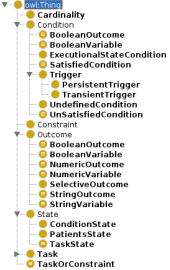 owl:Thing
Cardinality
Condition
BooleanOutcome
BooleanVariable
ExecutionalStateCondition
SatisfiedCondition
Trigger
PersistentTrigger
TransientTrigger
UndefinedCondition
UnSatisfiedCondition
Constraint
Outcome
BooleanOutcome
BooleanVariable
NumericOutcome
NumericVariable
SelectiveOutcome
StringOutcome
StringVariable
State
ConditionState
PatientsState
TaskState
Task
TaskOrConstraint